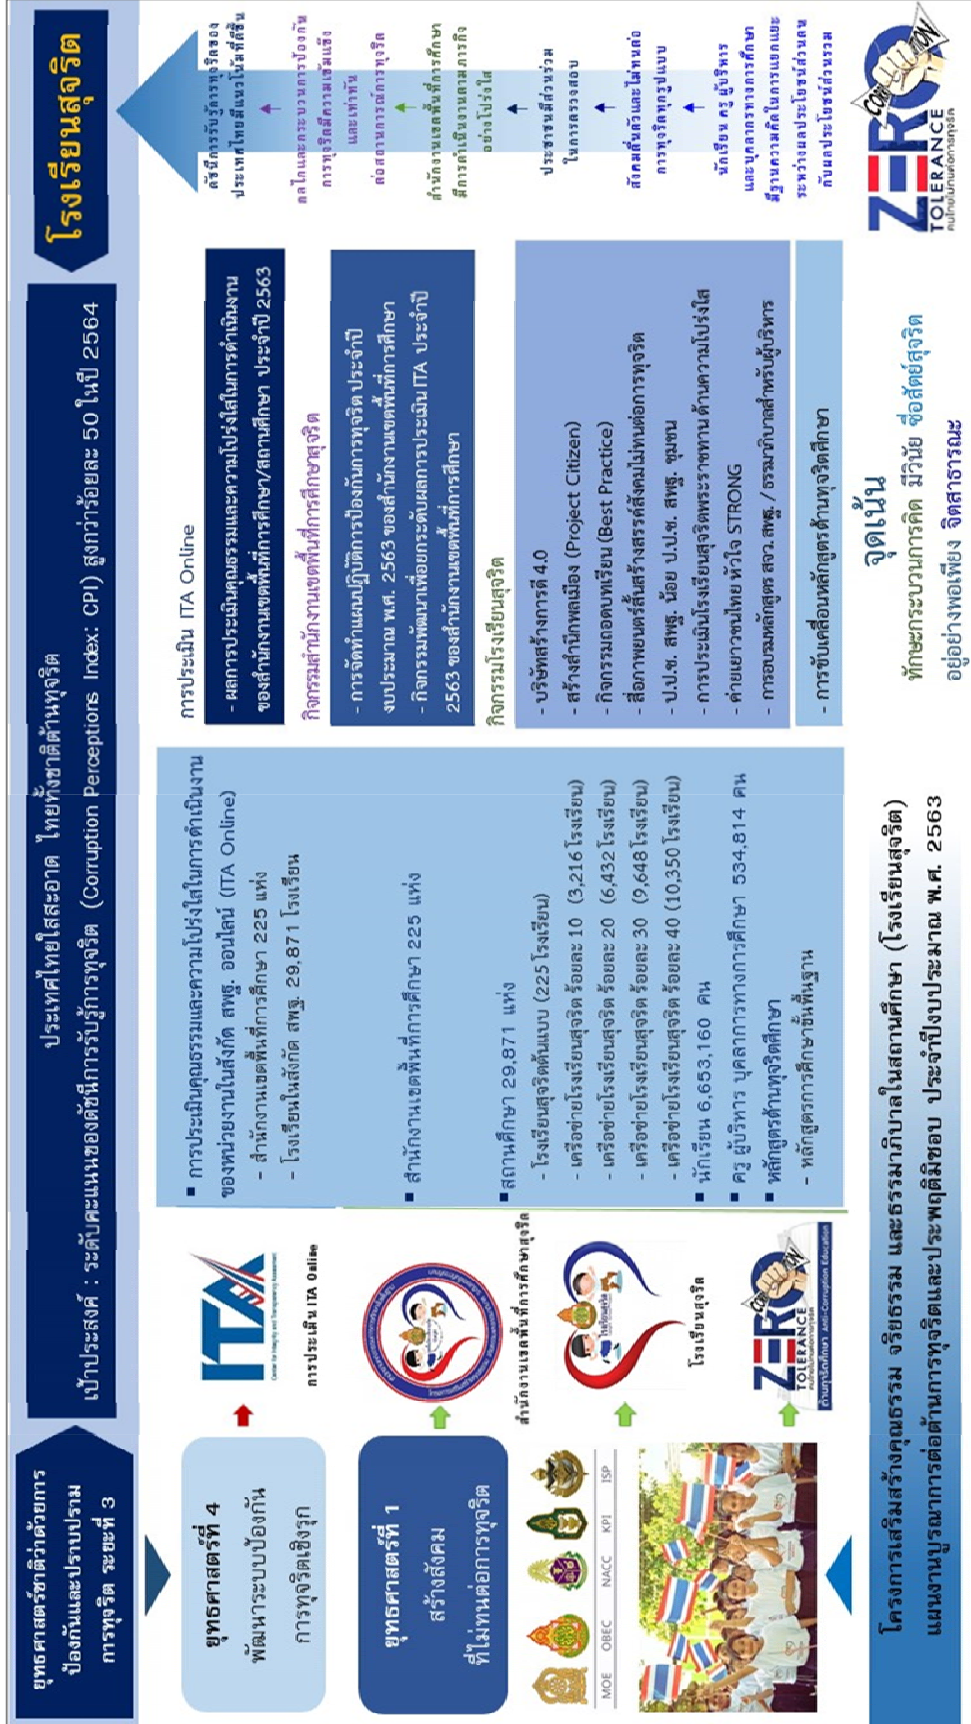 ยุทธศาสตร์ชาติว่าด้วยการ
ป้องกันและปราบปราม
การทุจริต ระยะที่ 3
ประเทศไทยใสสะอาด ไทยทั้งชาติต้านทุจริต
เป้าประสงค์ : ระดับคะแนนของดัชนีการรับรู้การทุจริต (Corruption Perceptions Index: CPI) สูงกว่าร้อยละ 50 ในปี 2564
โรงเรียนสุจริต
ยุทธศาสตร์ที่ 4
พัฒนาระบบป้องกัน
การทุจริตเชิงรุก
ยุทธศาสตร์ที่ 1
สร้างสังคม
ที่ไม่ทนต่อการทุจริต
MOE OBEC NACC KPI ISP
ITA
การประเมิน ITA Online
สำนักงานเขตพื้นที่การศึกษาสุจริต
โรงเรียนสุจริต
ZERO
CORRUPTION
TOLERANCE
คนไทยไม่ทนต่อการทุจริต
ต้านทุจริตศึกษา Anti-Corruption Education
▪ การประเมินคุณธรรมและความโปร่งใสในการดำเนินงาน
ของหน่วยงานในสังกัด สพฐ. ออนไลน์ (ITA Online)
- สำนักงานเขตพื้นที่การศึกษา 225 แห่ง
- โรงเรียนในสังกัด สพฐ. 29,871 โรงเรียน
▪ สำนักงานเขตพื้นที่การศึกษา 225 แห่ง
▪ สถานศึกษา 29,871 แห่ง
- โรงเรียนสุจริตต้นแบบ (225 โรงเรียน)
- เครือข่ายโรงเรียนสุจริต ร้อยละ 10 (3,216 โรงเรียน)
- เครือข่ายโรงเรียนสุจริต ร้อยละ 20 (6,432 โรงเรียน)
- เครือข่ายโรงเรียนสุจริต ร้อยละ 30 (9,648 โรงเรียน)
- เครือข่ายโรงเรียนสุจริต ร้อยละ 40 (10,350 โรงเรียน)
▪ นักเรียน 6,653,160 คน
▪ ครู ผู้บริหาร บุคลาการทางการศึกษา 534,814 คน
▪ หลักสูตรต้านทุจริตศึกษา
- หลักสูตรการศึกษาขั้นพื้นฐาน
การประเมิน ITA Online
- ผลการประเมินคุณธรรมและความโปร่งใสในการดำเนินงาน
ของสำนักงานเขตพื้นที่การศึกษา/สถานศึกษา ประจำปี 2563
กิจกรรมสำนักงานเขตพื้นที่การศึกษาสุจริต
- การจัดทำแผนปฏิบัติการป้องกันการทุจริต ประจำปี
งบประมาณ พ.ศ. 2563 ของสำนักงานเขตพื้นที่การศึกษา
- กิจกรรมพัฒนาเพื่อยกระดับผลการประเมิน ITA ประจำปี
2563 ของสำนักงานเขตพื้นที่การศึกษา
กิจกรรมโรงเรียนสุจริต
- บริษัทสร้างการดี 4.0
- สร้างสำนึกพลเมือง (Project Citizen)
- กิจกรรมถอดบทเรียน (Best Practice)
- สื่อภาพยนตร์สั้นสร้างสรรค์สังคมไม่ทนต่อการทุจริต
- ป.ป.ช. สพฐ. น้อย ป.ป.ช. สพฐ. ชุมชน
- การประเมินโรงเรียนสุจริตพระราชทาน ด้านความโปร่งใส
- ค่ายเยาวชนไทย หัวใจ STRONG
- การอบรมหลักสูตร สจว. สพฐ. / ธรรมาภิบาลสำหรับผู้บริหาร
- การขับเคลื่อนหลักสูตรต้านทุจริตศึกษา
ดัชนีการรับรู้การทุจริตของ
ประเทศไทยมีแนวโน้มที่ดีขึ้น
กลไกและกระบวนการป้องกัน
การทุจริตมีความเข้มแข็ง
และเท่าทัน
ต่อสถานการณ์การทุจริต
สำนักงานเขตพื้นที่การศึกษา
มีการดำเนินงานตามภารกิจ
อย่างโปร่งใส
ประชาชนมีส่วนร่วม
ในการตรวจสอบ
สังคมตื่นตัวและไม่ทนต่อ
การทุจริตทุกรูปแบบ
นักเรียน ครู ผู้บริหาร
และบุคลากรทางการศึกษา
มีฐานความคิดในการแยกแยะ
ระหว่างผลประโยชน์ส่วนตน
กับผลประโยชน์ส่วนรวม
โครงการเสริมสร้างคุณธรรม จริยธรรม และธรรมาภิบาลในสถานศึกษา (โรงเรียนสุจริต)
แผนงานบูรณาการต่อต้านการทุจริตและประพฤติมิชอบ ประจำปีงบประมาณ พ.ศ. 2563
จุดเน้น
ทักษะกระบวนการคิด มีวินัย ซื่อสัตย์สุจริต
อยู่อย่างพอเพียง จิตสาธารณะ
ZERO
CORRUPTION
TOLERANCE
คนไทยไม่ทนต่อการทุจริต